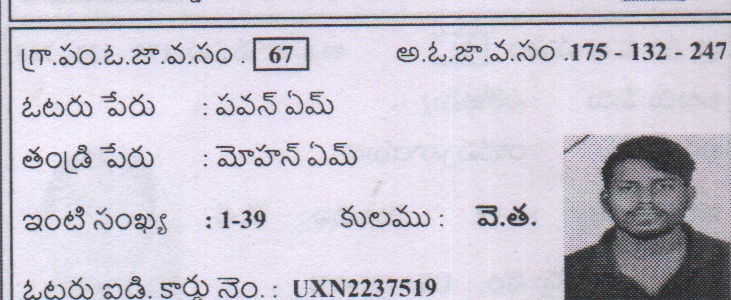 గ్రా.పం.ఓ.జా.వ.సం. 67 అ.ఓ.జా.వ.సం.175 - 132 - 247
ఓటరు పేరు : పవన్ ఏమ్
తండ్రి పేరు : మోహన్ ఏమ్
ఇంటి సంఖ్య : 1-39 కులము : వె.త.
ఓటరు ఐడి. కార్డు నెం. : UXN2237519